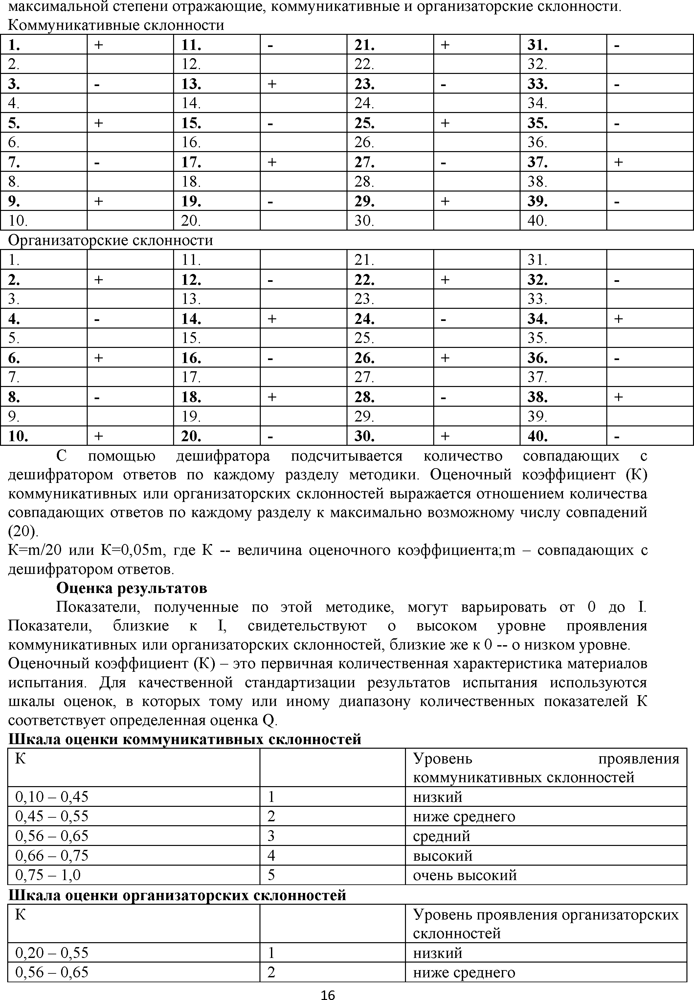 максимальной степени отражающие, коммуникативные и организаторские склонности.
Коммуникативные склонности
1. + 11. - 21. + 31. -
2. 12. 22. 32.
3. - 13. + 23. - 33. -
4. 14. 24. 34.
5. + 15. - 25. + 35. -
6. 16. 26. 36.
7. - 17. + 27. - 37. +
8. 18. 28. 38.
9. + 19. - 29. + 39. -
10. 20. 30. 40.
Организаторские склонности
1. 11. 21. 31.
2. + 12. - 22. + 32. -
3. 13. 23. 33.
4. - 14. + 24. - 34. +
5. 15. 25. 35.
6. + 16. - 26. + 36. -
7. 17. 27. 37.
8. - 18. + 28. - 38. +
9. 19. 29. 39.
10. + 20. - 30. + 40. -
С помощью дешифратора подсчитывается количество совпадающих с
дешифратором ответов по каждому разделу методики. Оценочный коэффициент (К)
коммуникативных или организаторских склонностей выражается отношением количества
совпадающих ответов по каждому разделу к максимально возможному числу совпадений
(20).
К=m/20 или К=0,05m, где К -- величина оценочного коэффициента;m – совпадающих с
дешифратором ответов.
Оценка результатов
Показатели, полученные по этой методике, могут варьировать от 0 до I.
Показатели, близкие к I, свидетельствуют о высоком уровне проявления
коммуникативных или организаторских склонностей, близкие же к 0 -- о низком уровне.
Оценочный коэффициент (К) – это первичная количественная характеристика материалов
испытания. Для качественной стандартизации результатов испытания используются
шкалы оценок, в которых тому или иному диапазону количественных показателей К
соответствует определенная оценка Q.
Шкала оценки коммуникативных склонностей
К Уровень проявления
коммуникативных склонностей
0,10 – 0,45 1 низкий
0,45 – 0,55 2 ниже среднего
0,56 – 0,65 3 средний
0,66 – 0,75 4 высокий
0,75 – 1,0 5 очень высокий
Шкала оценки организаторских склонностей
К Уровень проявления организаторских
склонностей
0,20 – 0,55 1 низкий
0,56 – 0,65 2 ниже среднего
16